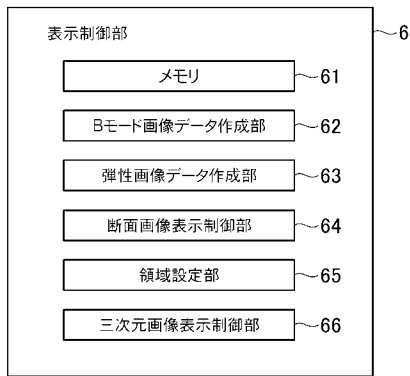 表示制御部 6
メモリ 61
Bモード画像データ作成部 62
弾性画像データ作成部 63
断面画像表示制御部 64
領域設定部 65
三次元画像表示制御部 66